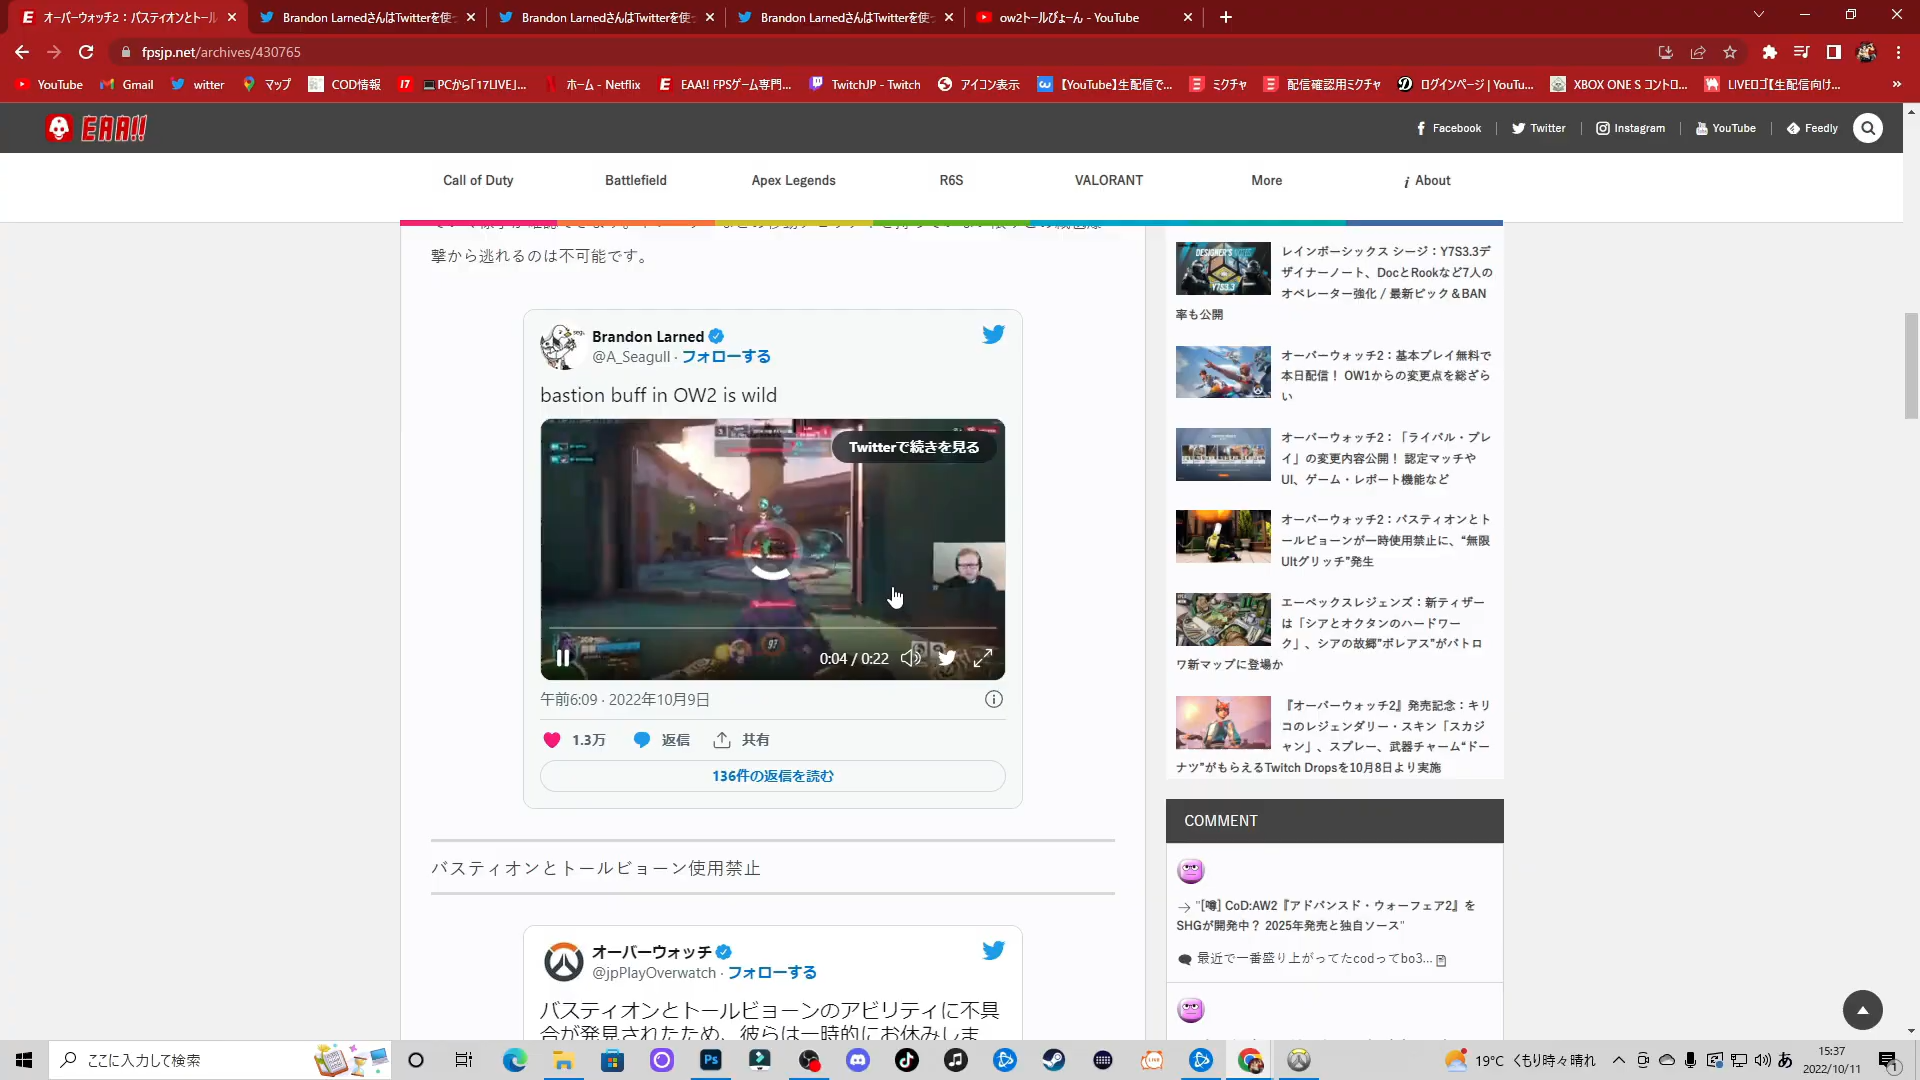 オーバーウォッチ2：バスティオンとトール
Brandon LarnedさんはTwitterを使
Brandon LarnedさんはTwitterを使
Brandon LarnedさんはTwitterを使
ow2トールびょーん - YouTube
fpsjp.net/archives/430765
YouTube
Gmail
witter
マップ
COD情報
PCから「17LIVE」...
ホーム - Netflix
EAA!! FPSゲーム専門...
TwitchJP - Twitch
アイコン表示
【YouTube】生配信で...
ミクチャ
配信確認用ミクチャ
ログインページ | YouTu...
XBOX ONE S コントロ...
LIVEロゴ【生配信向け...
EAA!!
Facebook
Twitter
Instagram
YouTube
Feedly
Call of Duty
Battlefield
Apex Legends
R6S
VALORANT
More
About
撃から逃れるのは不可能です。
Brandon Larned
@A_Seagull · フォローする
bastion buff in OW2 is wild
Twitterで続きを見る
97
0:04 / 0:22
午前6:09 · 2022年10月9日
1.3万
返信
共有
136件の返信を読む
バスティオンとトールビョーン使用禁止
オーバーウォッチ
@jpPlayOverwatch · フォローする
バスティオンとトールビョーンのアビリティに不具
合が発見されたため、彼らは一時的にお休みしま
レインボーシックス シージ：Y7S3.3デ
ザイナーノート、DocとRookなど7人の
オペレーター強化 / 最新ピック＆BAN
率も公開
オーバーウォッチ2：基本プレイ無料で
本日配信！ OW1からの変更点を総ざら
い
オーバーウォッチ2：「ライバル・プレ
イ」の変更内容公開！ 認定マッチや
UI、ゲーム・レポート機能など
オーバーウォッチ2：バスティオンとト
ールビョーンが一時使用禁止に、“無限
Ultグリッチ”発生
エーペックスレジェンズ：新ティザー
は「シアとオクタンのハードワー
ク」、シアの故郷”ボレアス”がバトロ
ワ新マップに登場か
『オーバーウォッチ2』発売記念：キリ
コのレジェンダリー・スキン「スカジ
ャン」、スプレー、武器チャーム“ドー
ナツ”がもらえるTwitch Dropsを10月8日より実施
COMMENT
→ "[噂] CoD:AW2『アドバンスド・ウォーフェア2』を
SHGが開発中？ 2025年発売と独自ソース"
最近で一番盛り上がってたcodってbo3...
ここに入力して検索
19°C くもり時々晴れ
あ
15:37
2022/10/11